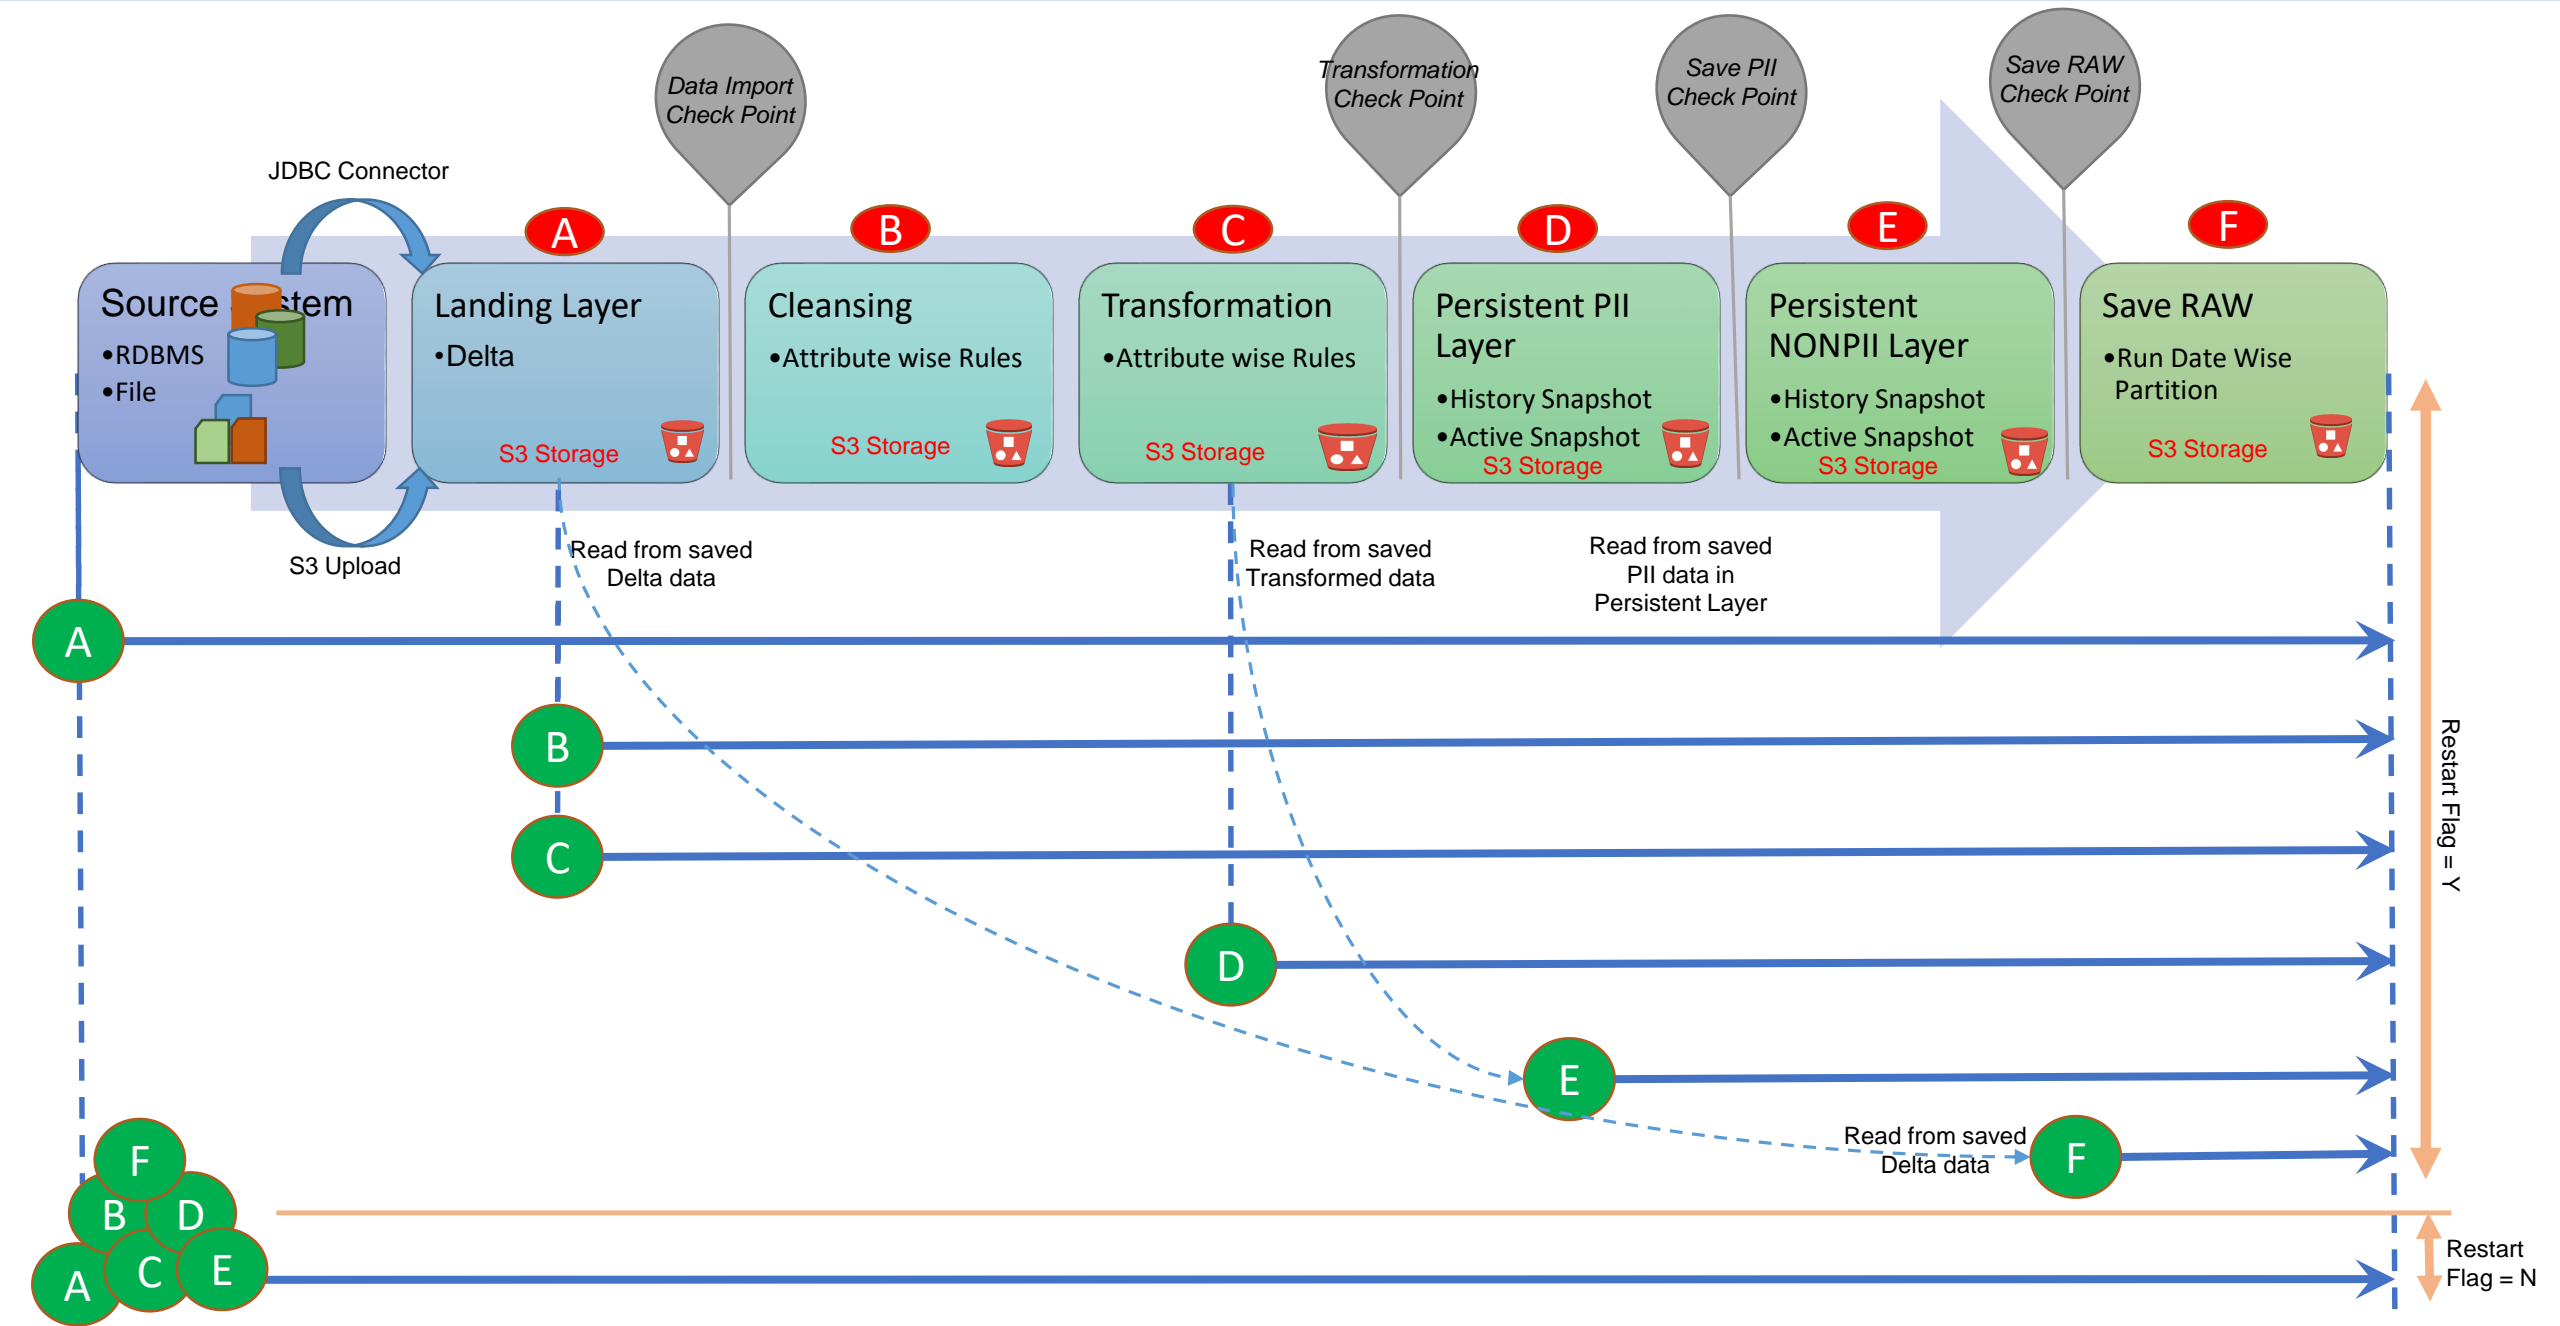 Data Import
Check Point
Transformation
Check Point
Save PII
Check Point
Save RAW
Check Point
JDBC Connector
A
B
C
D
E
F
Source System
•RDBMS
•File
Landing Layer
•Delta
S3 Storage
Cleansing
•Attribute wise Rules
S3 Storage
Transformation
•Attribute wise Rules
S3 Storage
Persistent PII
Layer
•History Snapshot
•Active Snapshot
S3 Storage
Persistent
NONPII Layer
•History Snapshot
•Active Snapshot
S3 Storage
Save RAW
•Run Date Wise
Partition
S3 Storage
S3 Upload
Read from saved
Delta data
Read from saved
Transformed data
Read from saved
PII data in
Persistent Layer
A
B
C
D
E
Read from saved
Delta data
F
Restart Flag = Y
F
B
D
A
C
E
Restart
Flag = N